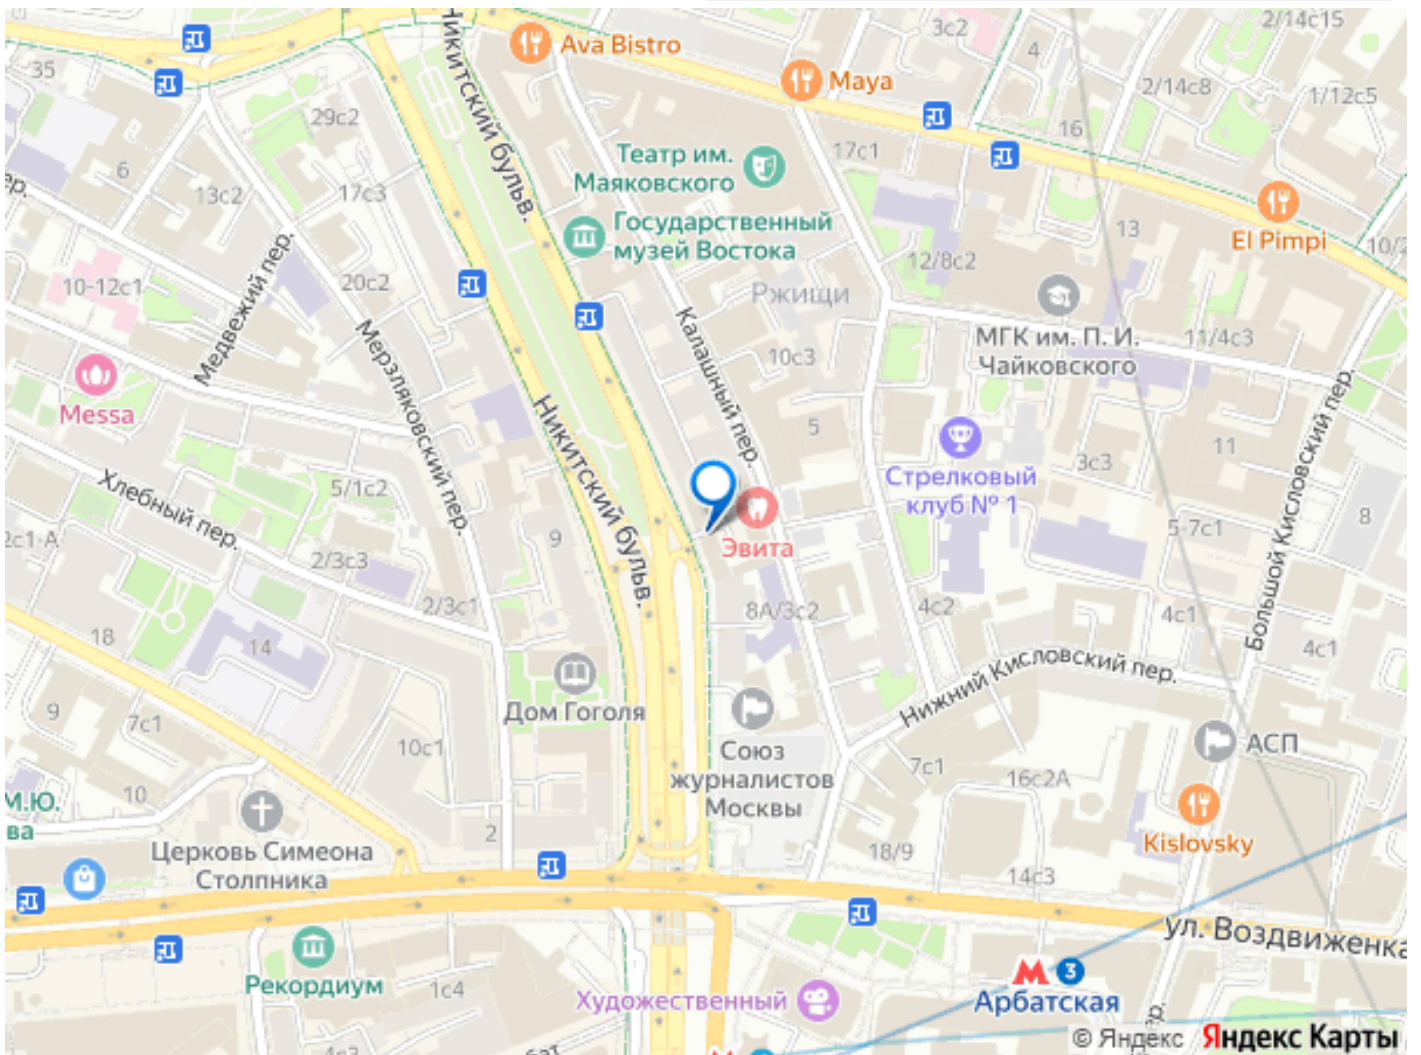 2/14с15
3с2
4
Ava Bistro
35
Maya
2/14с8
1/12с5
29с2
16
Никитский бульв.
17с1
Театр им.
Маяковского
6
13с2
17с3
Государственный
музей Востока
13
El Pimpi
10/2
пер.
12/8с2
Медвежий пер.
10-12с1
20с2
Ржищи
Мерзляковский пер.
Калашный пер.
МГК им. П. И.
Чайковского
11/4с3
10с3
Messa
Никитский бульв.
5
11
Большой Кисловский пер.
3с3
Стрелковый
клуб № 1
Хлебный пер.
5/1с2
8
5-7с1
2с1-А
9
Эвита
2/3с3
2/3с1
8А/3с2
4с2
4с1
18
14
4с1
Нижний Кисловский пер.
9
7с1
Дом Гоголя
10с1
Союз
журналистов
Москвы
АСП
7с1
16с2А
М.Ю.
ва
10
2
Kislovsky
Церковь Симеона
Столпника
18/9
14с3
ул. Воздвиженка
Рекордиум
1с4
Художественный
3
Арбатская
пер.
© Яндекс Яндекс Карты
4с3
бат